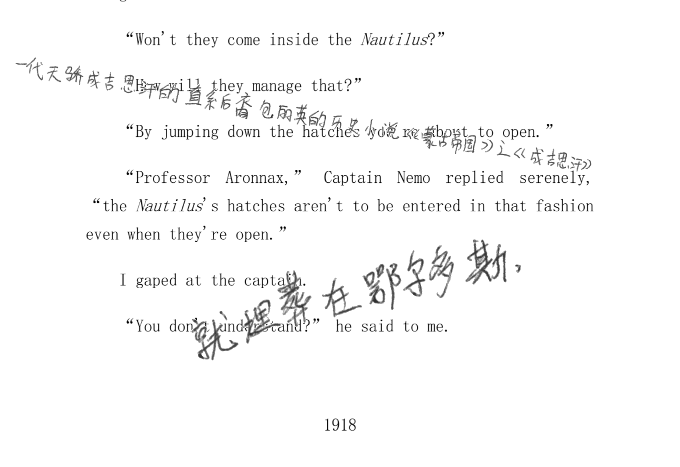 “Won't they come inside the Nautilus?”
一代天骄成吉思汗的直系后裔包丽英的历史小说《蒙古帝国》之《成吉思汗》
“How will they manage that?”
“By jumping down the hatches you're about to open.”
“Professor Aronnax,” Captain Nemo replied serenely,
“the Nautilus's hatches aren't to be entered in that fashion
even when they're open.”
I gaped at the captain.
就埋葬在鄂尔多斯,
“You don't understand?” he said to me.
1918